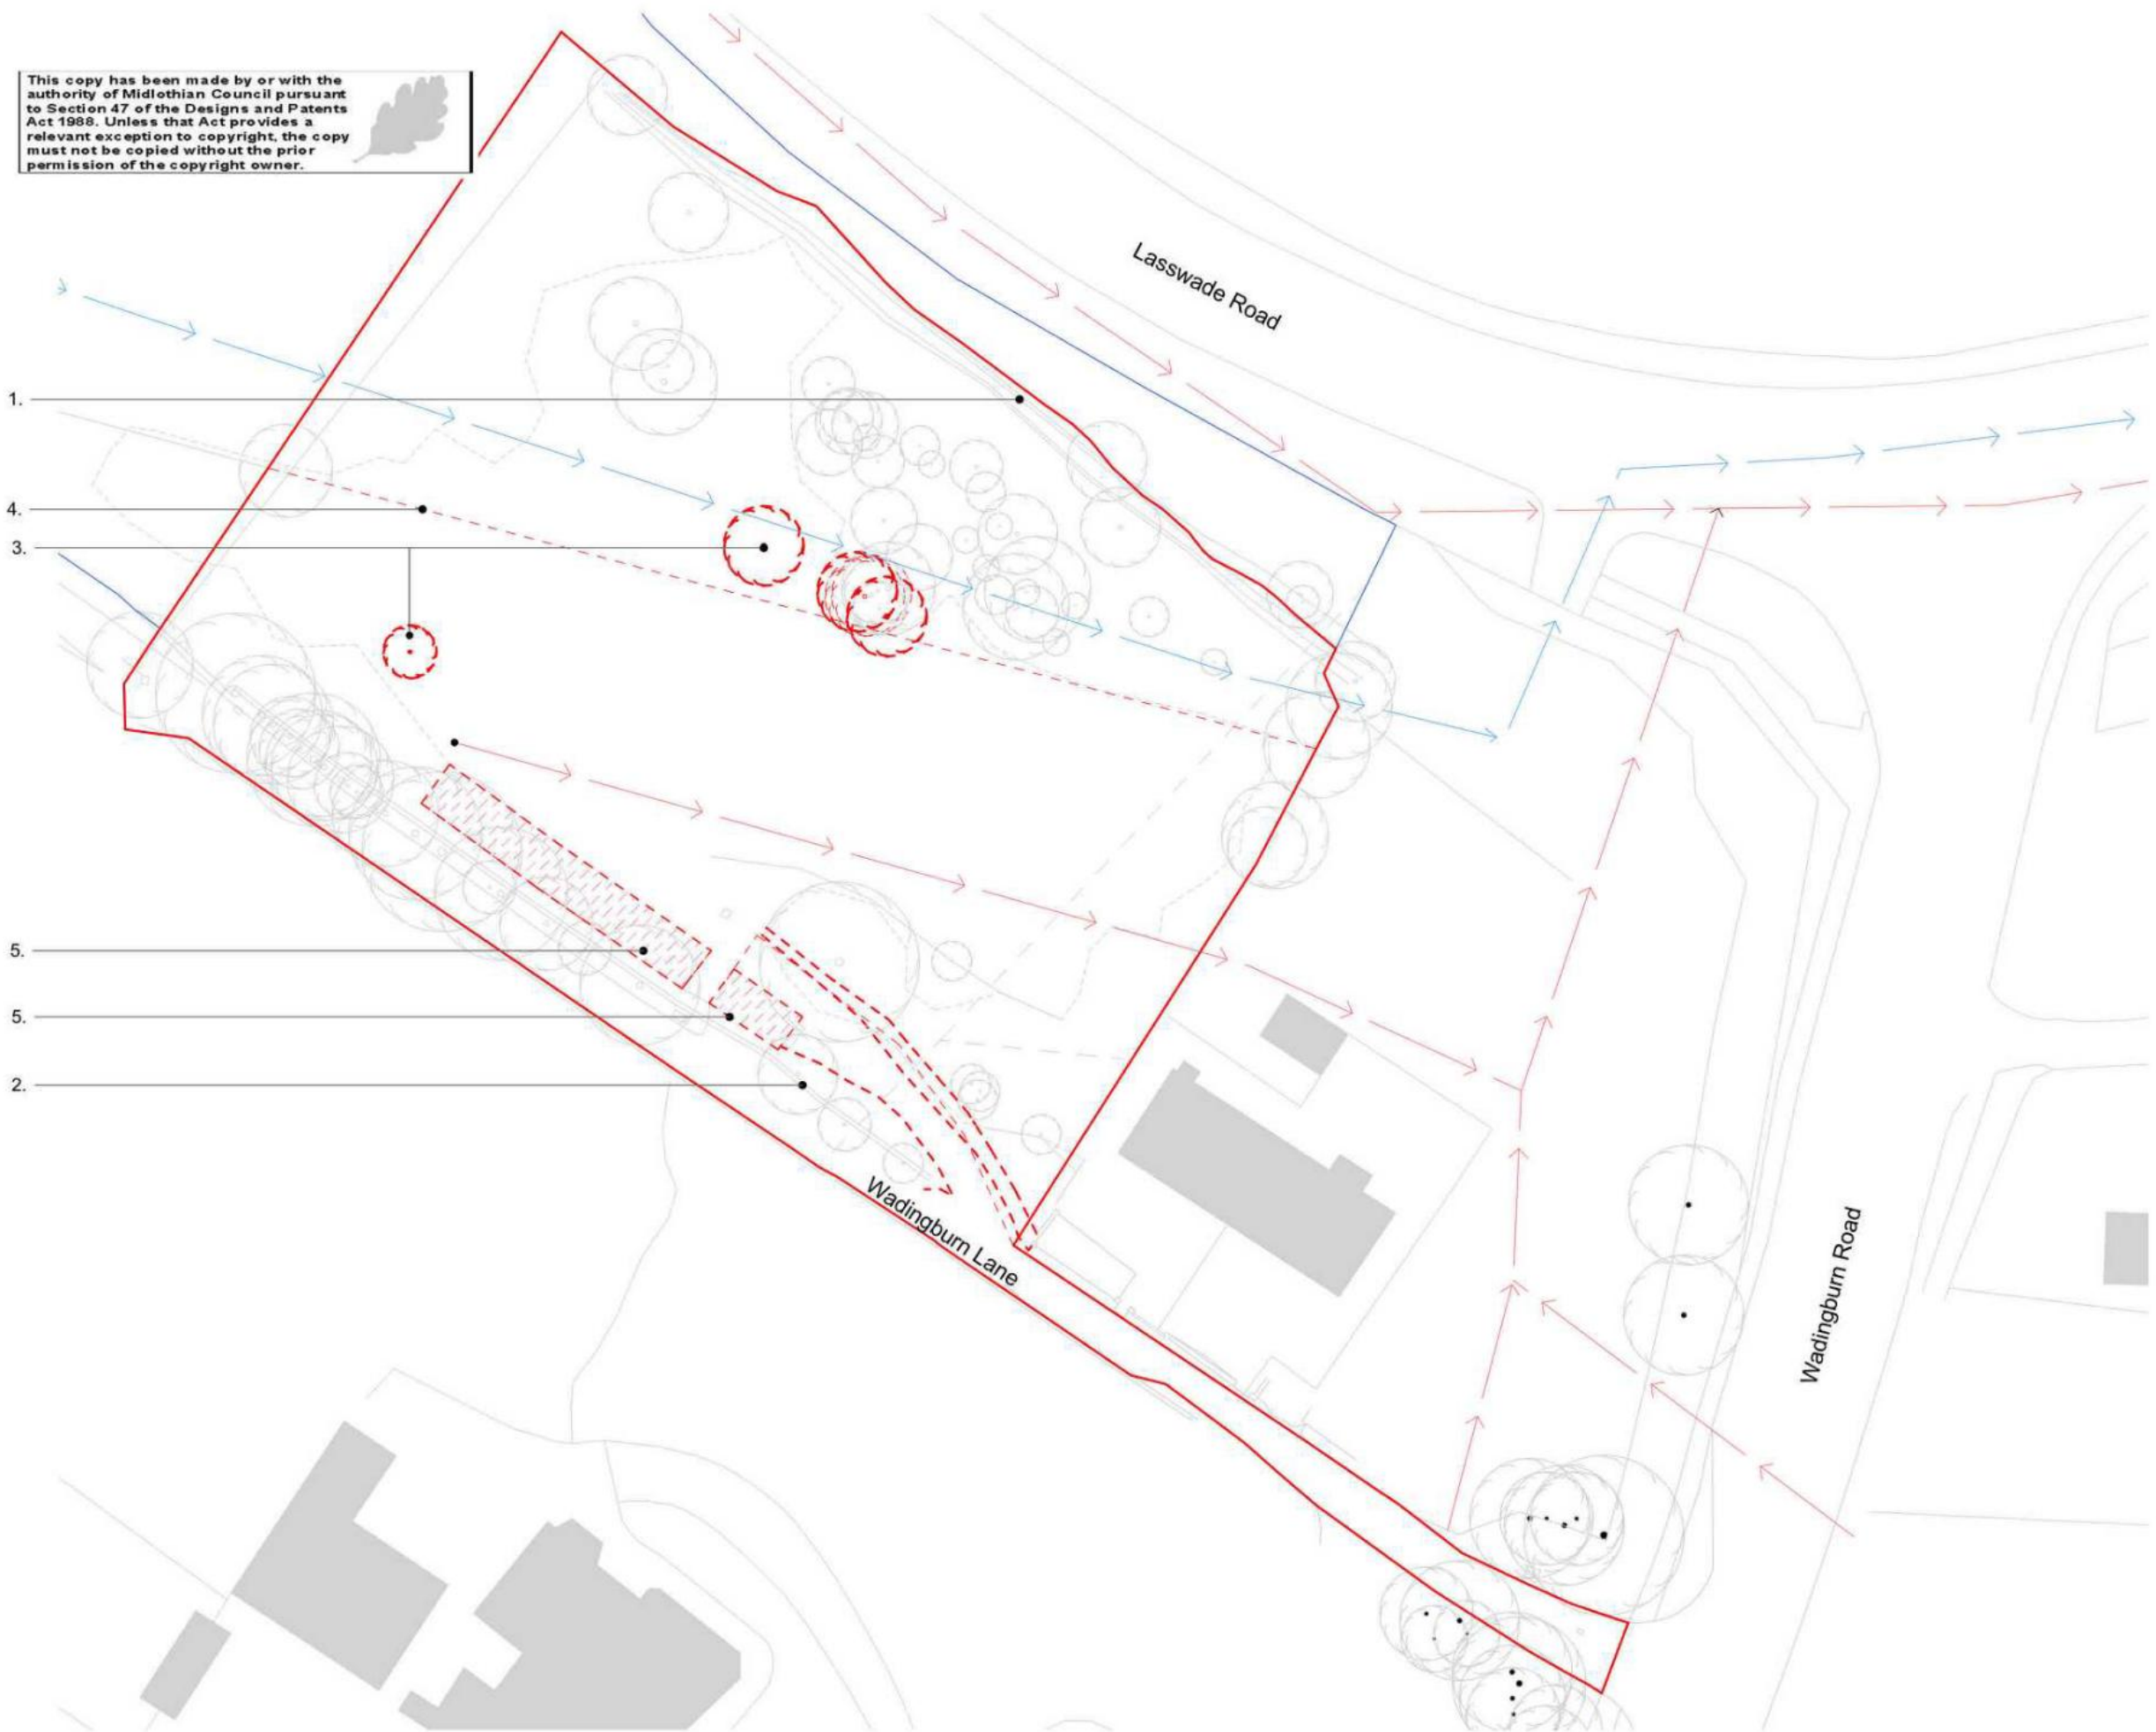 This copy has been made by or with the
authority of Midlothian Council pursuant
to Section 47 of the Designs and Patents
Act 1988. Unless that Act provides a
relevant exception to copyright, the copy
must not be copied without the prior
permission of the copyright owner.
Lasswade Road
1.
4.
3.
5.
5.
2.
Wadingburn Lane
Wadingburn Road